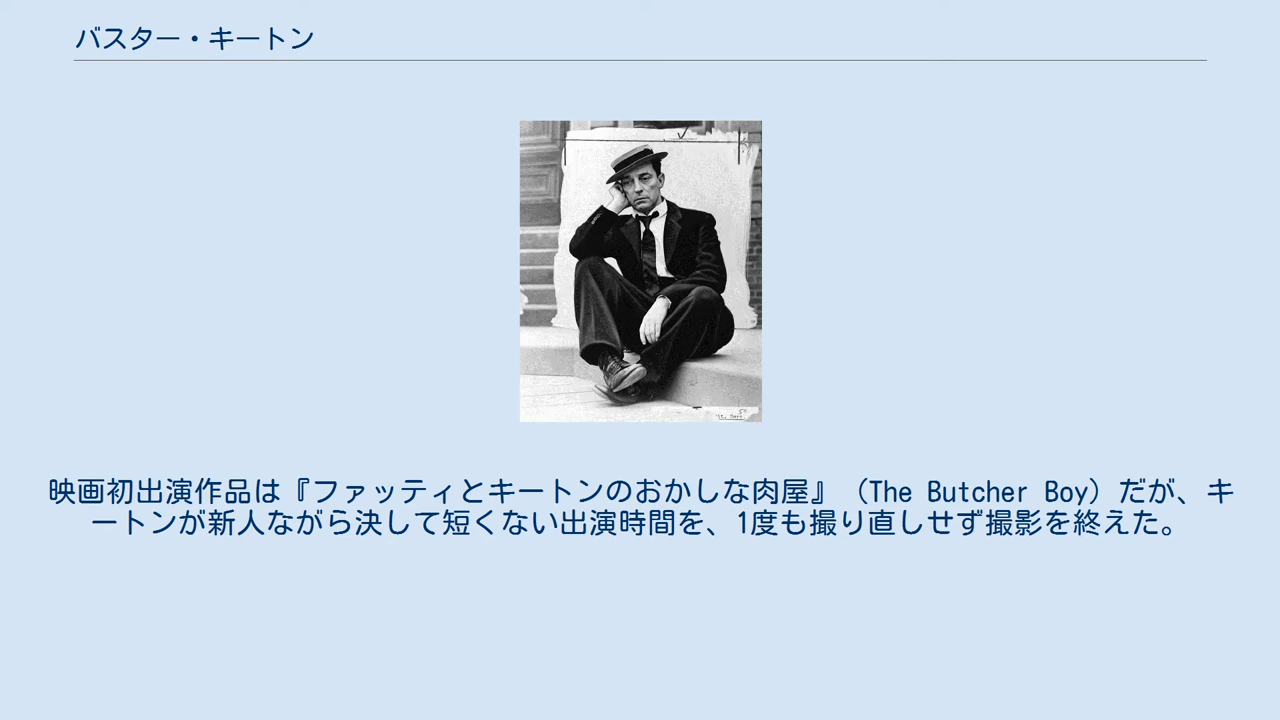 バスター・キートン
映画初出演作品は『ファッティとキートンのおかしな肉屋』（The Butcher Boy）だが、キ
ートンが新人ながら決して短くない出演時間を、1度も撮り直しせず撮影を終えた。